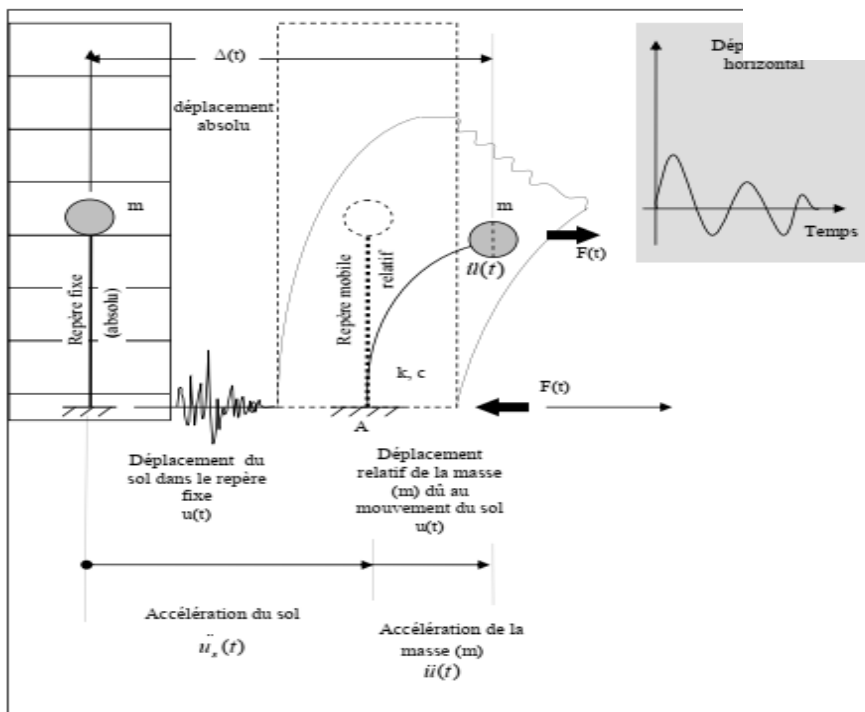 Δ(t)
déplacement
absolu
m
Repère fixe
(absolu)
Repère mobile
relatif
m
ü(t)
F(t)
k, c
F(t)
A
horizontal
Temps
Déplacement du
sol dans le repère
fixe
u(t)
Déplacement
relatif de la masse
(m) dû au
mouvement du sol
u(t)
Accélération du sol
Accélération de la
masse (m)
ü(t)